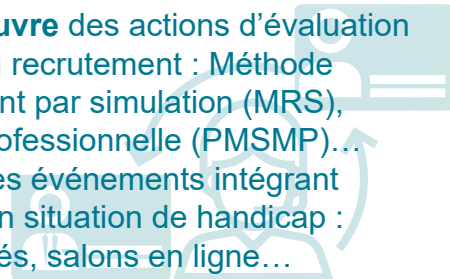 uvre des actions d'évaluation
recrutement : Méthode
nt par simulation (MRS),
rofessionnelle (PMSMP)…
es événements intégrant
n situation de handicap :
és, salons en ligne…